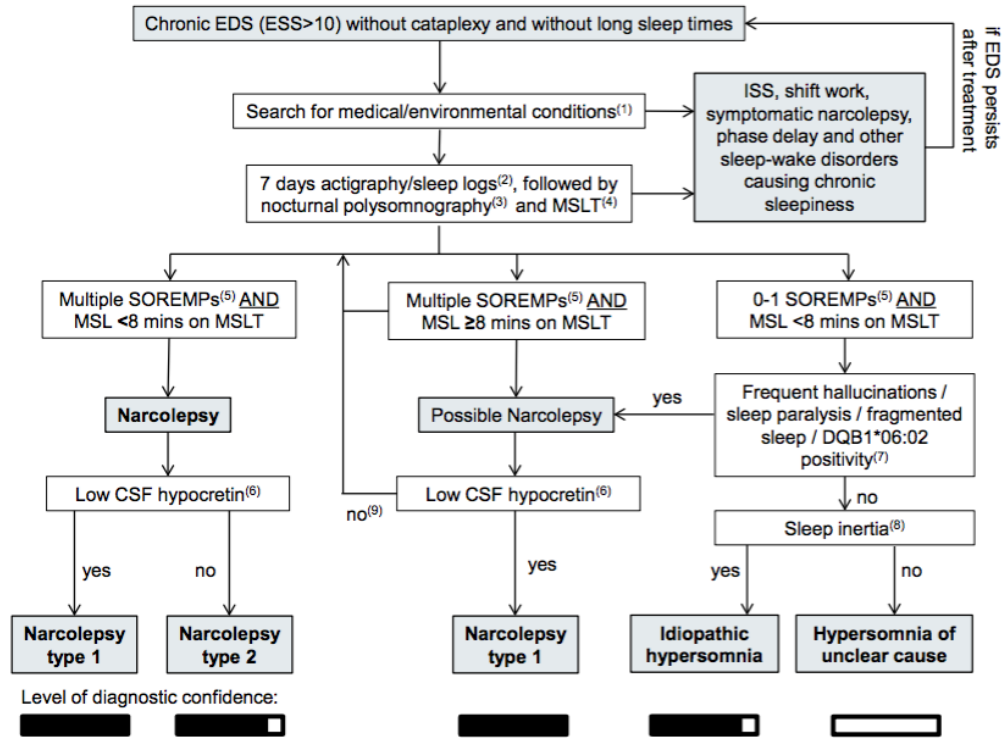 Chronic EDS (ESS>10) without cataplexy and without long sleep times
if EDS persists
after treatment
Search for medical/environmental conditions(1)
ISS, shift work,
symptomatic narcolepsy,
phase delay and other
sleep-wake disorders
causing chronic
sleepiness
7 days actigraphy/sleep logs(2), followed by
nocturnal polysomnography(3) and MSLT(4)
Multiple SOREMPs(5) AND
MSL <8 mins on MSLT
Multiple SOREMPs(5) AND
MSL ≥8 mins on MSLT
0-1 SOREMPs(5) AND
MSL <8 mins on MSLT
Narcolepsy
Possible Narcolepsy
yes
Frequent hallucinations /
sleep paralysis / fragmented
sleep / DQB1*06:02
positivity(7)
Low CSF hypocretin(6)
no(9)
Low CSF hypocretin(6)
no
Sleep inertia(8)
yes
no
yes
yes
no
Narcolepsy
type 1
Narcolepsy
type 2
Narcolepsy
type 1
Idiopathic
hypersomnia
Hypersomnia of
unclear cause
Level of diagnostic confidence: